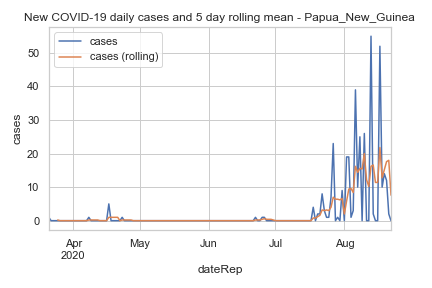 New COVID-19 daily cases and 5 day rolling mean - Papua_New_Guinea
cases
cases (rolling)
50
40
30
20
10
0
cases
Apr
2020
May
Jun
Jul
Aug
dateRep